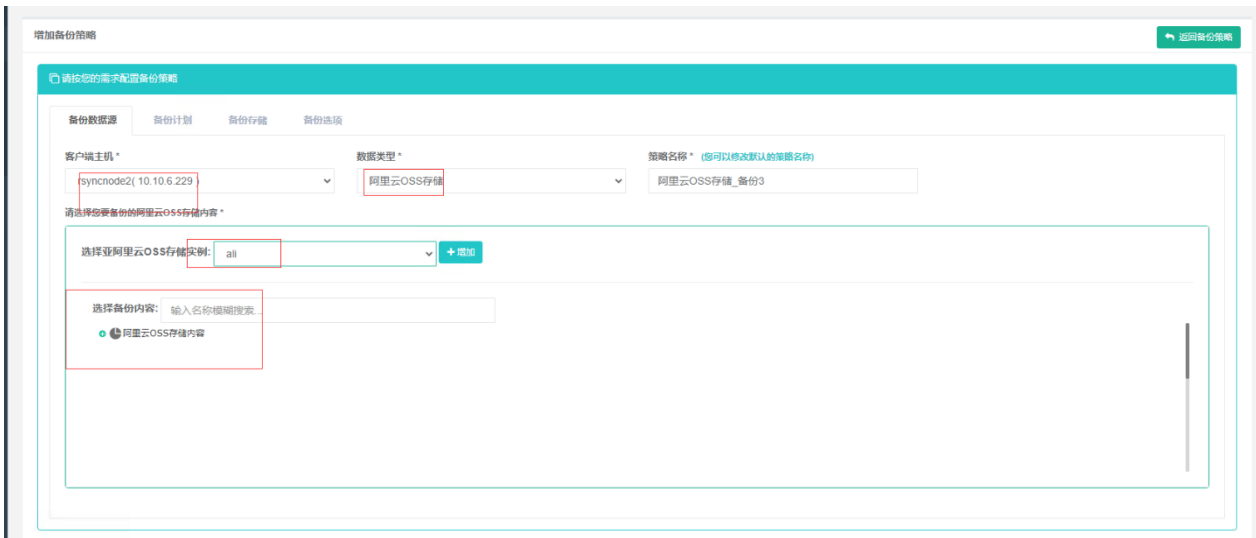 增加备份策略
返回备份策略
请按您的需求配置备份策略
备份数据源 备份计划 备份存储 备份选项
客户端主机 * 数据类型 * 策略名称 * (您可以修改默认的策略名称)
rsyncnode2( 10.10.6.229 ) 阿里云OSS存储 阿里云OSS存储_备份3
请选择您要备份的阿里云OSS存储内容 *
选择亚阿里云OSS存储实例: ali +增加
选择备份内容: 输入名称模糊搜索...
阿里云OSS存储内容